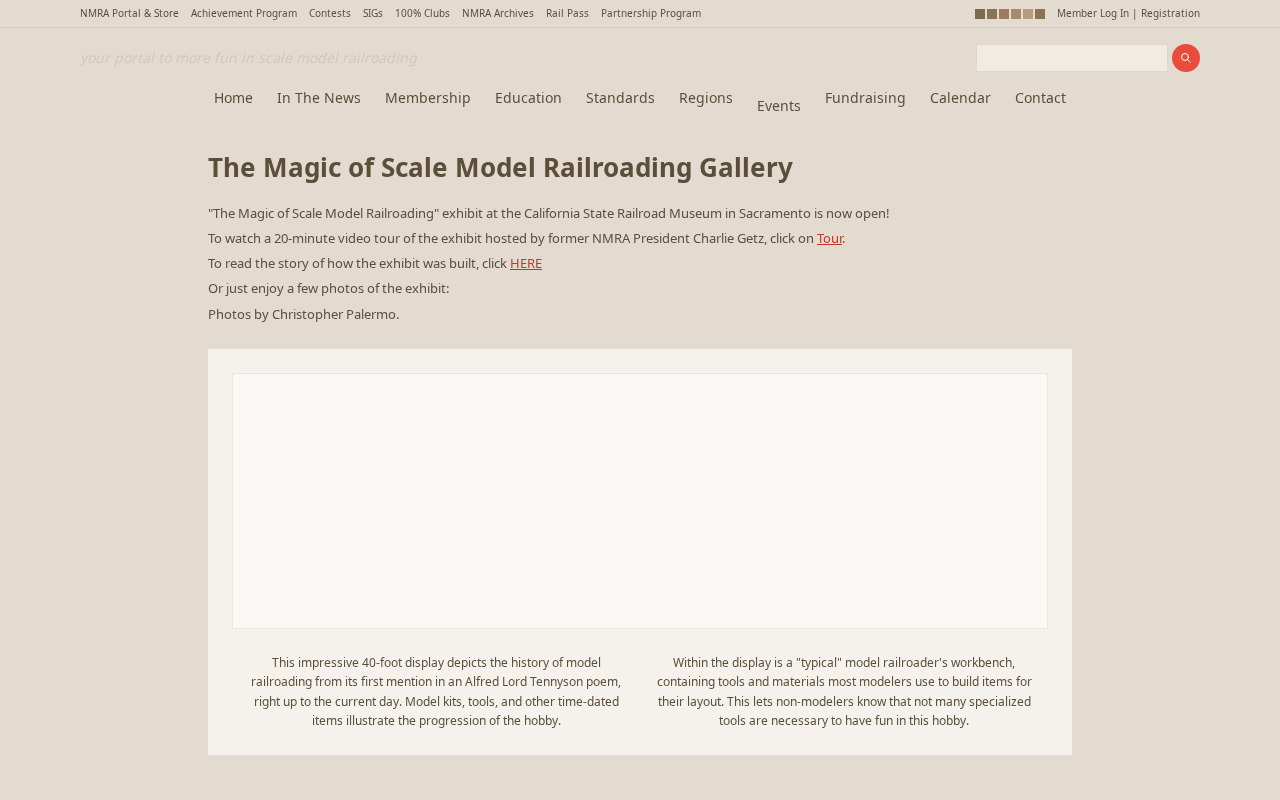 NMRA Portal & Store Achievement Program Contests SIGs 100% Clubs NMRA Archives Rail Pass Partnership Program Member Log In | Registration
your portal to more fun in scale model railroading
Home In The News Membership Education Standards Regions Events Fundraising Calendar Contact
The Magic of Scale Model Railroading Gallery
"The Magic of Scale Model Railroading" exhibit at the California State Railroad Museum in Sacramento is now open!
To watch a 20-minute video tour of the exhibit hosted by former NMRA President Charlie Getz, click on Tour.
To read the story of how the exhibit was built, click HERE
Or just enjoy a few photos of the exhibit:
Photos by Christopher Palermo.
This impressive 40-foot display depicts the history of model
railroading from its first mention in an Alfred Lord Tennyson poem,
right up to the current day. Model kits, tools, and other time-dated
items illustrate the progression of the hobby.
Within the display is a "typical" model railroader's workbench,
containing tools and materials most modelers use to build items for
their layout. This lets non-modelers know that not many specialized
tools are necessary to have fun in this hobby.